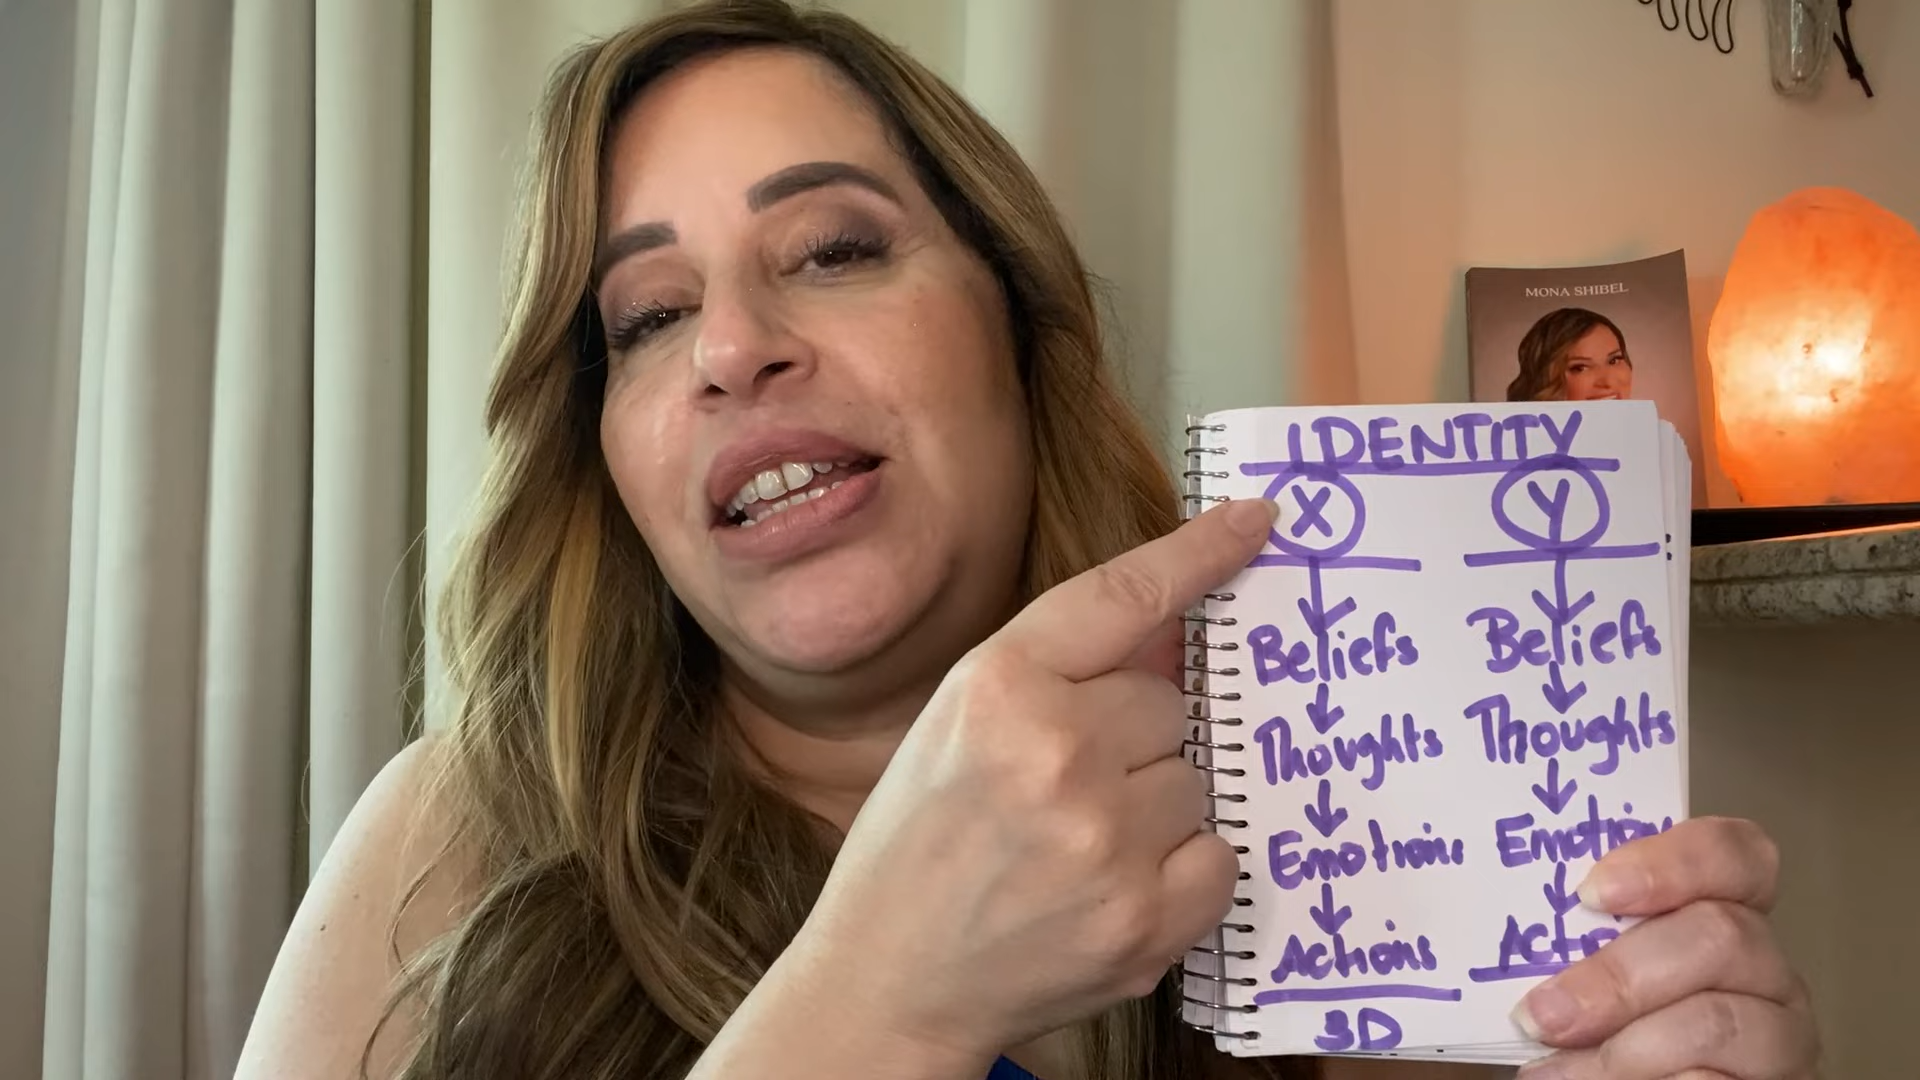 MONA SHIBEL
IDENTITY
X Y
Beliefs Beliefs
Thoughts Thoughts
Emotions
Actions
3D